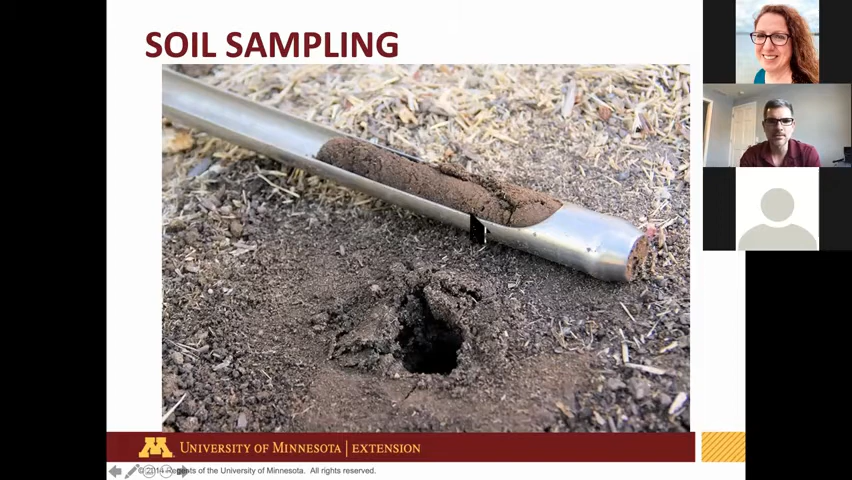 SOIL SAMPLING
M
UNIVERSITY OF MINNESOTA | EXTENSION
Regents of the University of Minnesota. All rights reserved.